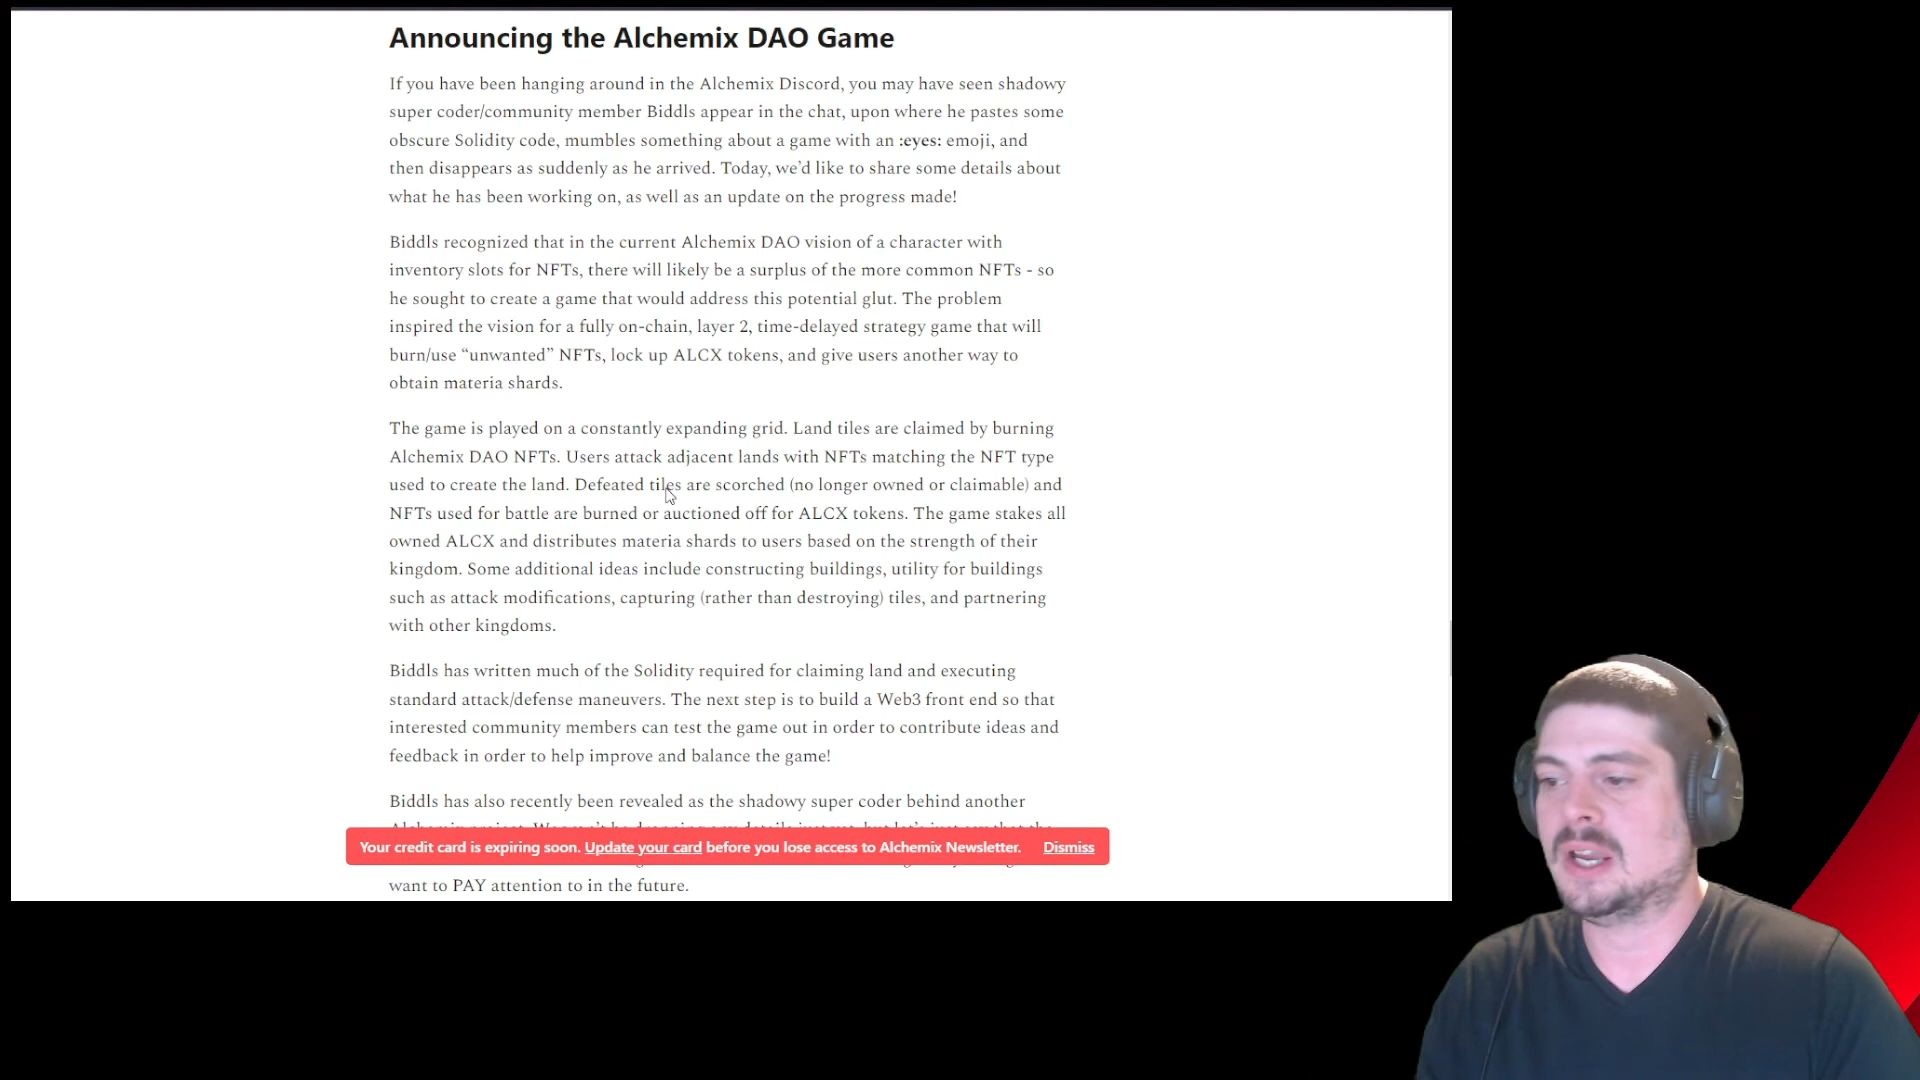 Announcing the Alchemix DAO Game
If you have been hanging around in the Alchemix Discord, you may have seen shadowy
super coder/community member Biddls appear in the chat, upon where he pastes some
obscure Solidity code, mumbles something about a game with an :eyes: emoji, and
then disappears as suddenly as he arrived. Today, we’d like to share some details about
what he has been working on, as well as an update on the progress made!
Biddls recognized that in the current Alchemix DAO vision of a character with
inventory slots for NFTs, there will likely be a surplus of the more common NFTs - so
he sought to create a game that would address this potential glut. The problem
inspired the vision for a fully on-chain, layer 2, time-delayed strategy game that will
burn/use “unwanted” NFTs, lock up ALCX tokens, and give users another way to
obtain materia shards.
The game is played on a constantly expanding grid. Land tiles are claimed by burning
Alchemix DAO NFTs. Users attack adjacent lands with NFTs matching the NFT type
used to create the land. Defeated tiles are scorched (no longer owned or claimable) and
NFTs used for battle are burned or auctioned off for ALCX tokens. The game stakes all
owned ALCX and distributes materia shards to users based on the strength of their
kingdom. Some additional ideas include constructing buildings, utility for buildings
such as attack modifications, capturing (rather than destroying) tiles, and partnering
with other kingdoms.
Biddls has written much of the Solidity required for claiming land and executing
standard attack/defense maneuvers. The next step is to build a Web3 front end so that
interested community members can test the game out in order to contribute ideas and
feedback in order to help improve and balance the game!
Biddls has also recently been revealed as the shadowy super coder behind another
Your credit card is expiring soon. Update your card before you lose access to Alchemix Newsletter. Dismiss
want to PAY attention to in the future.